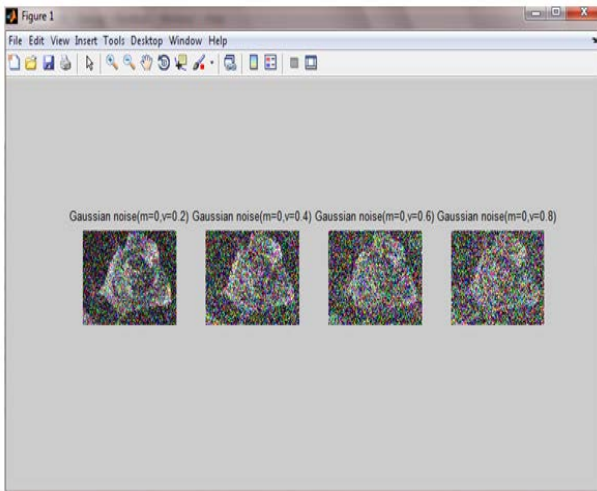 Figure 1
File Edit View Insert Tools Desktop Window Help
Gaussian noise(m=0,v=0.2) Gaussian noise(m=0,v=0.4) Gaussian noise(m=0,v=0.6) Gaussian noise(m=0,v=0.8)